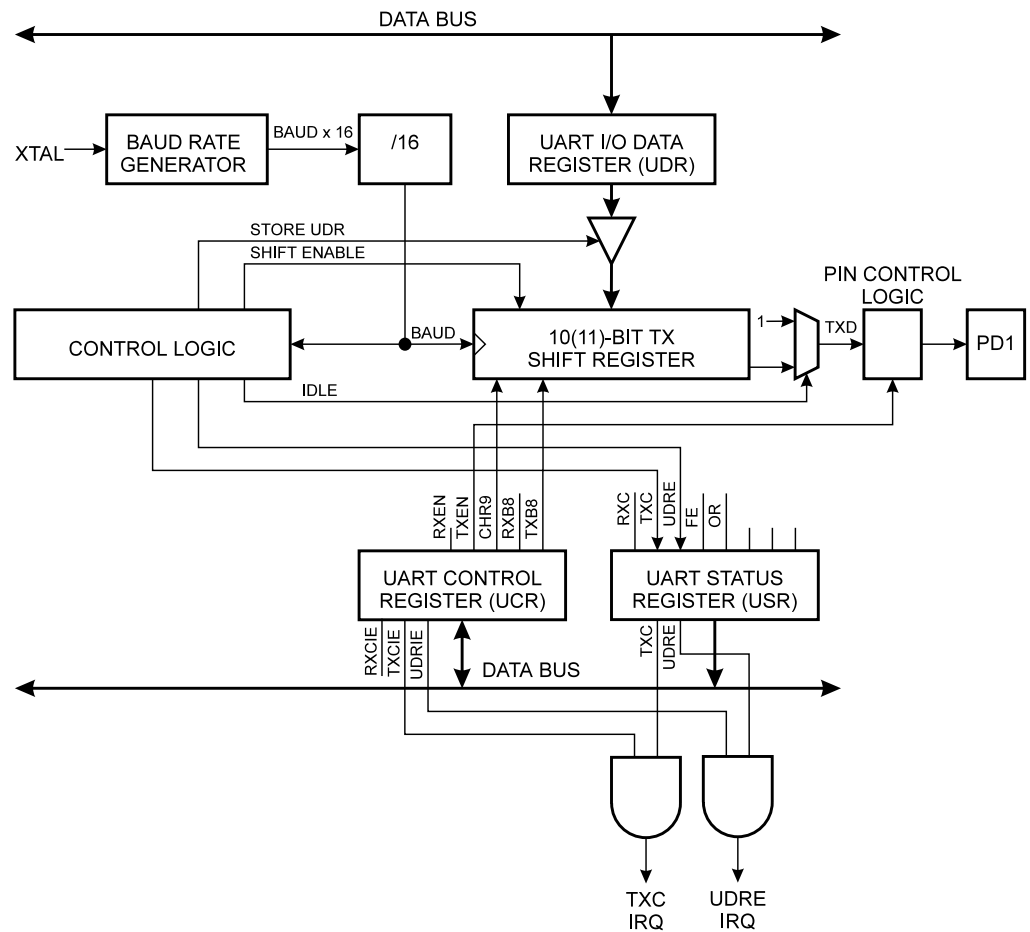 DATA BUS
XTAL
BAUD RATE
GENERATOR
BAUD x 16
/16
UART I/O DATA
REGISTER (UDR)
STORE UDR
SHIFT ENABLE
PIN CONTROL
LOGIC
CONTROL LOGIC
BAUD
10(11)-BIT TX
SHIFT REGISTER
1
TXD
PD1
IDLE
RXEN
TXEN
CHR9
RXB8
TXB8
RXC
TXC
UDRE
FE
OR
UART CONTROL
REGISTER (UCR)
UART STATUS
REGISTER (USR)
RXCIE
TXCIE
UDRIE
TXC
UDRE
DATA BUS
TXC
IRQ
UDRE
IRQ